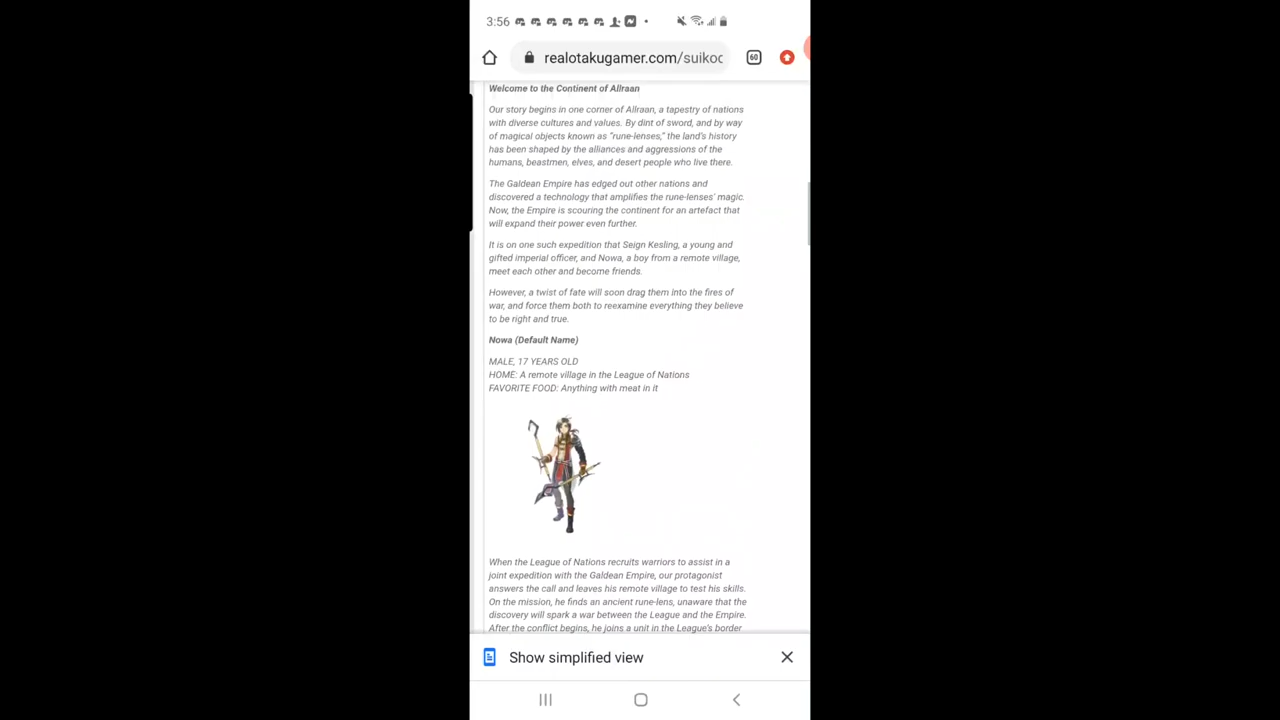 3:56
realotakugamer.com/suikoc
60
Welcome to the Continent of Allraan
Our story begins in one corner of Allraan, a tapestry of nations
with diverse cultures and values. By dint of sword, and by way
of magical objects known as “rune-lenses,” the land's history
has been shaped by the alliances and aggressions of the
humans, beastmen, elves, and desert people who live there.
The Galdean Empire has edged out other nations and
discovered a technology that amplifies the rune-lenses' magic.
Now, the Empire is scouring the continent for an artefact that
will expand their power even further.
It is on one such expedition that Seign Kesling, a young and
gifted imperial officer, and Nowa, a boy from a remote village,
meet each other and become friends.
However, a twist of fate will soon drag them into the fires of
war, and force them both to reexamine everything they believe
to be right and true.
Nowa (Default Name)
MALE, 17 YEARS OLD
HOME: A remote village in the League of Nations
FAVORITE FOOD: Anything with meat in it
When the League of Nations recruits warriors to assist in a
joint expedition with the Galdean Empire, our protagonist
answers the call and leaves his remote village to test his skills.
On the mission, he finds an ancient rune-lens, unaware that the
discovery will spark a war between the League and the Empire.
After the conflict begins, he joins a unit in the League's border
Show simplified view